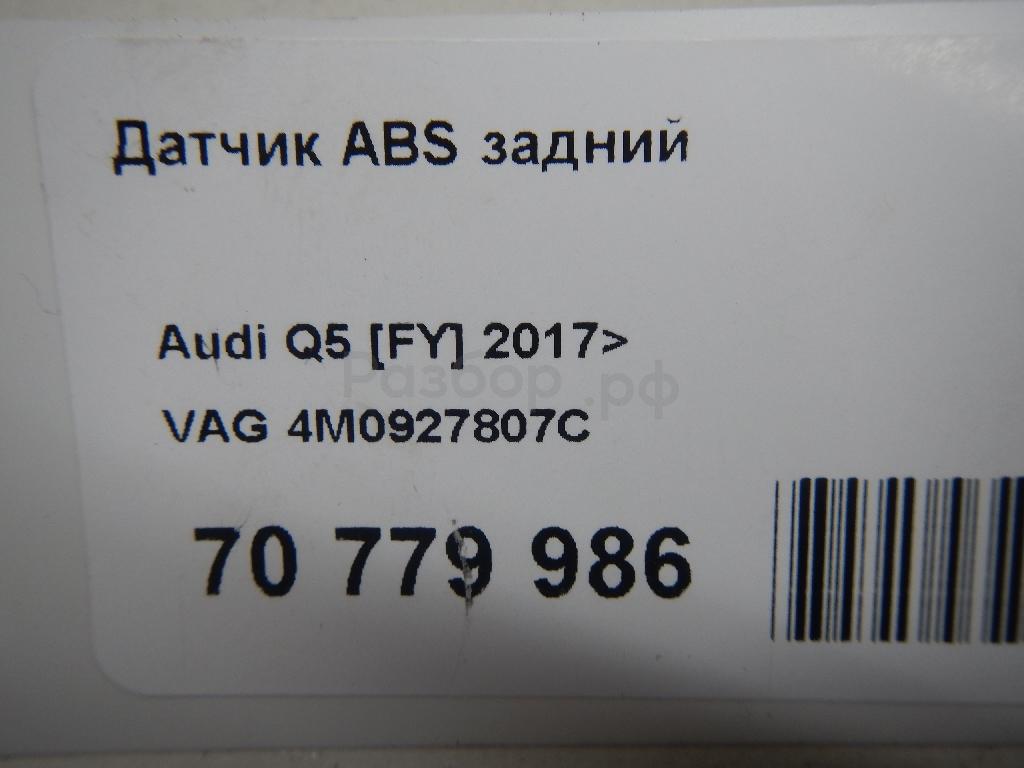 Датчик ABS задний
Audi Q5 [FY] 2017>
Разбор.рф
VAG 4M0927807C
70 779 986